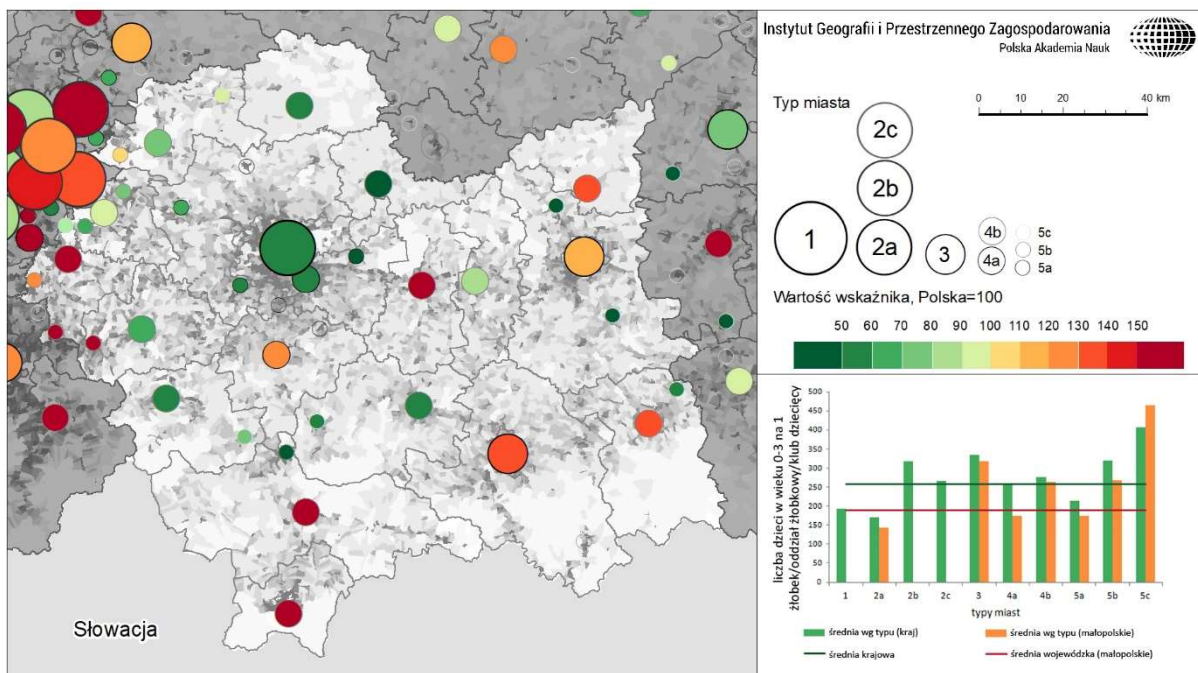 Instytut Geografii i Przestrzennego Zagospodarowania
Polska Akademia Nauk
Typ miasta
0 10 20 40 km
2c
2b
1
2a
3
4b
4a
5c
5b
5a
Wartość wskaźnika, Polska=100
50 60 70 80 90 100 110 120 130 140 150
Słowacja
liczba dzieci w wieku 0-3 na 1
żłobek/oddział żłobkowy/klub dziecięcy
500
450
400
350
300
250
200
150
100
50
0
1 2a 2b 2c 3 4a 4b 5a 5b 5c
typy miast
średnia wg typu (kraj)
średnia wg typu (małopolskie)
średnia krajowa
średnia wojewódzka (małopolskie)